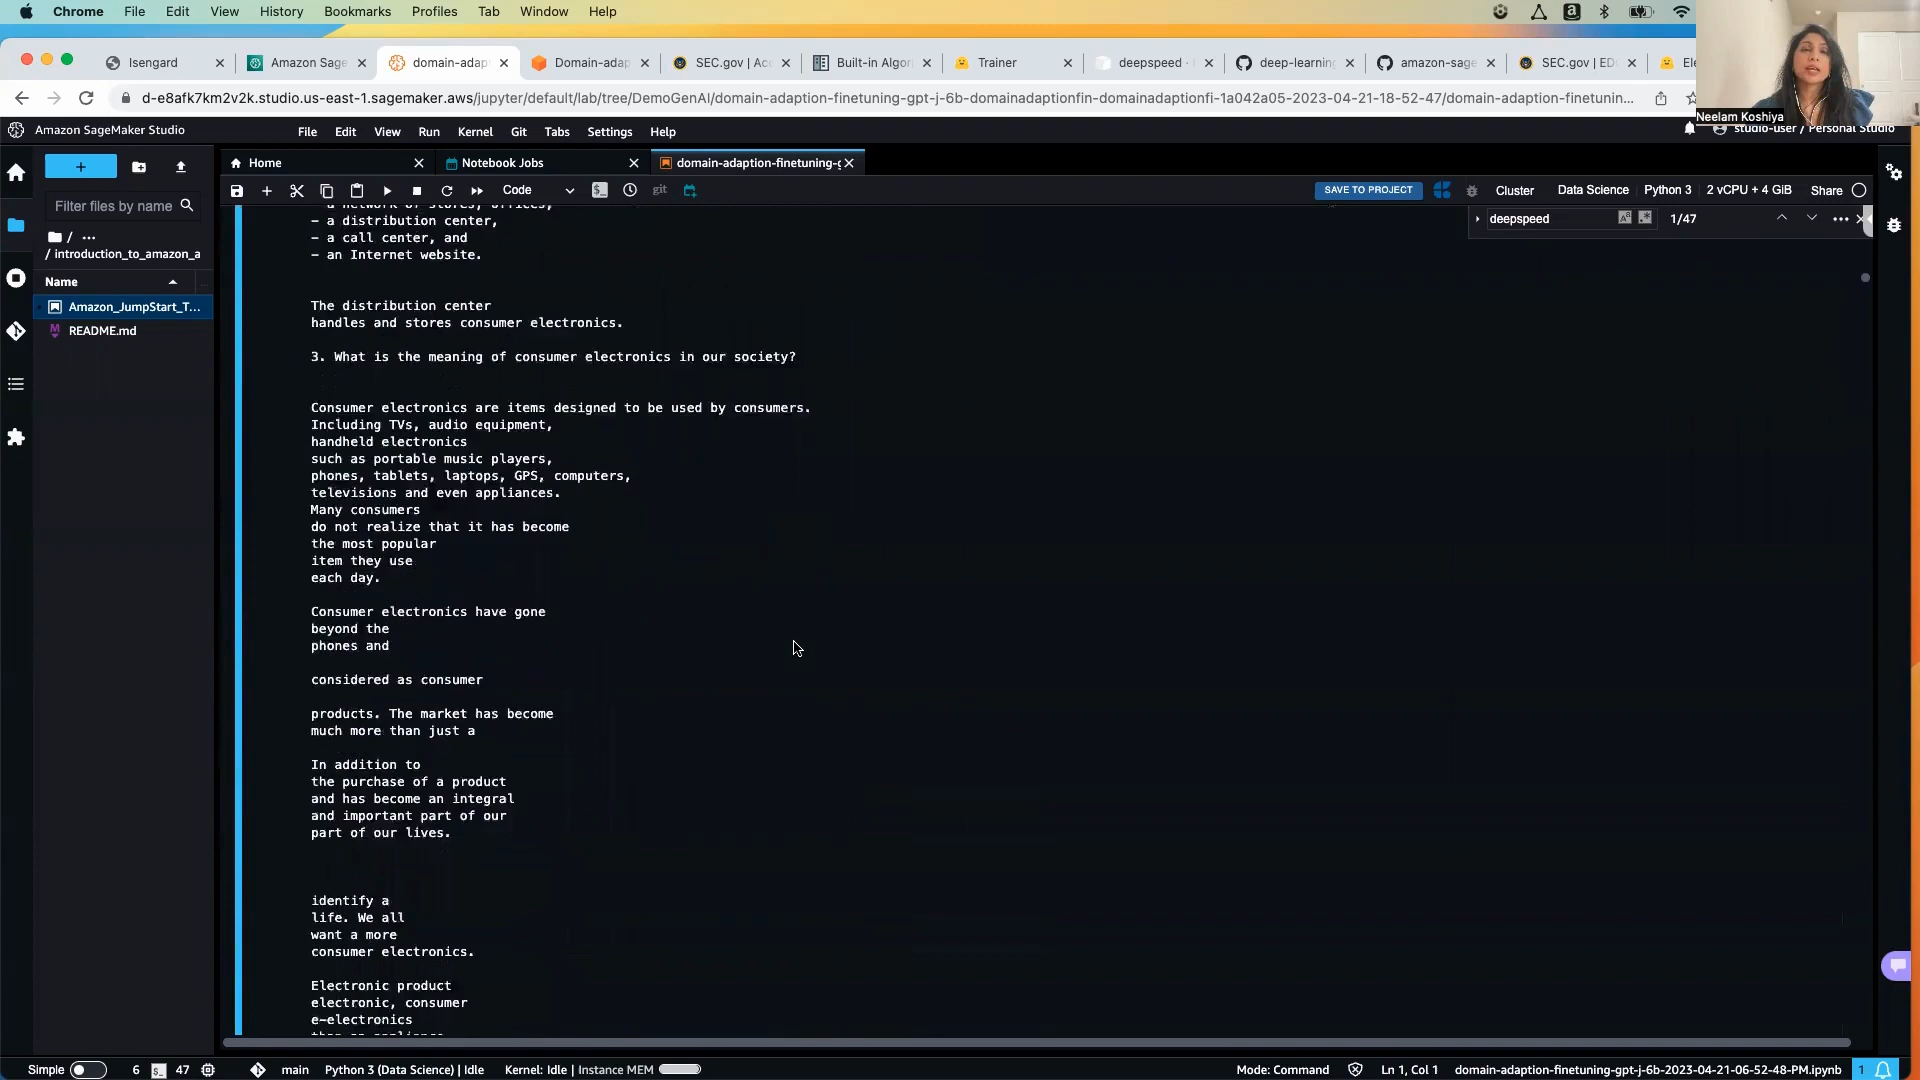 Chrome File Edit View History Bookmarks Profiles Tab Window Help
Isengard
Amazon Sage
domain-adap
Domain-adap
SEC.gov | Acc
Built-in Algor
Trainer
deepspeed ·
deep-learning
amazon-sage
SEC.gov | ED
Ele
d-e8afk7km2v2k.studio.us-east-1.sagemaker.aws/jupyter/default/lab/tree/DemoGenAI/domain-adaption-finetuning-gpt-j-6b-domainadaptionfin-domainadaptionfi-1a042a05-2023-04-21-18-52-47/domain-adaption-finetunin...
Neelam Koshiya
Amazon SageMaker Studio File Edit View Run Kernel Git Tabs Settings Help
studio-user / Personal Studio
Home
Notebook Jobs
domain-adaption-finetuning-g
Code
git
SAVE TO PROJECT
Cluster
Data Science
Python 3
2 vCPU + 4 GiB
Share
Filter files by name
/ ...
/ introduction_to_amazon_a
Name
Amazon_JumpStart_T...
README.md
deepspeed
1/47
- a network of stores, offices,
- a distribution center,
- a call center, and
- an Internet website.
The distribution center
handles and stores consumer electronics.
3. What is the meaning of consumer electronics in our society?
Consumer electronics are items designed to be used by consumers.
Including TVs, audio equipment,
handheld electronics
such as portable music players,
phones, tablets, laptops, GPS, computers,
televisions and even appliances.
Many consumers
do not realize that it has become
the most popular
item they use
each day.
Consumer electronics have gone
beyond the
phones and
considered as consumer
products. The market has become
much more than just a
In addition to
the purchase of a product
and has become an integral
and important part of our
part of our lives.
identify a
life. We all
want a more
consumer electronics.
Electronic product
electronic, consumer
e-electronics
Simple
6
47
main
Python 3 (Data Science) | Idle
Kernel: Idle | Instance MEM
Mode: Command
Ln 1, Col 1
domain-adaption-finetuning-gpt-j-6b-2023-04-21-06-52-48-PM.ipynb
1